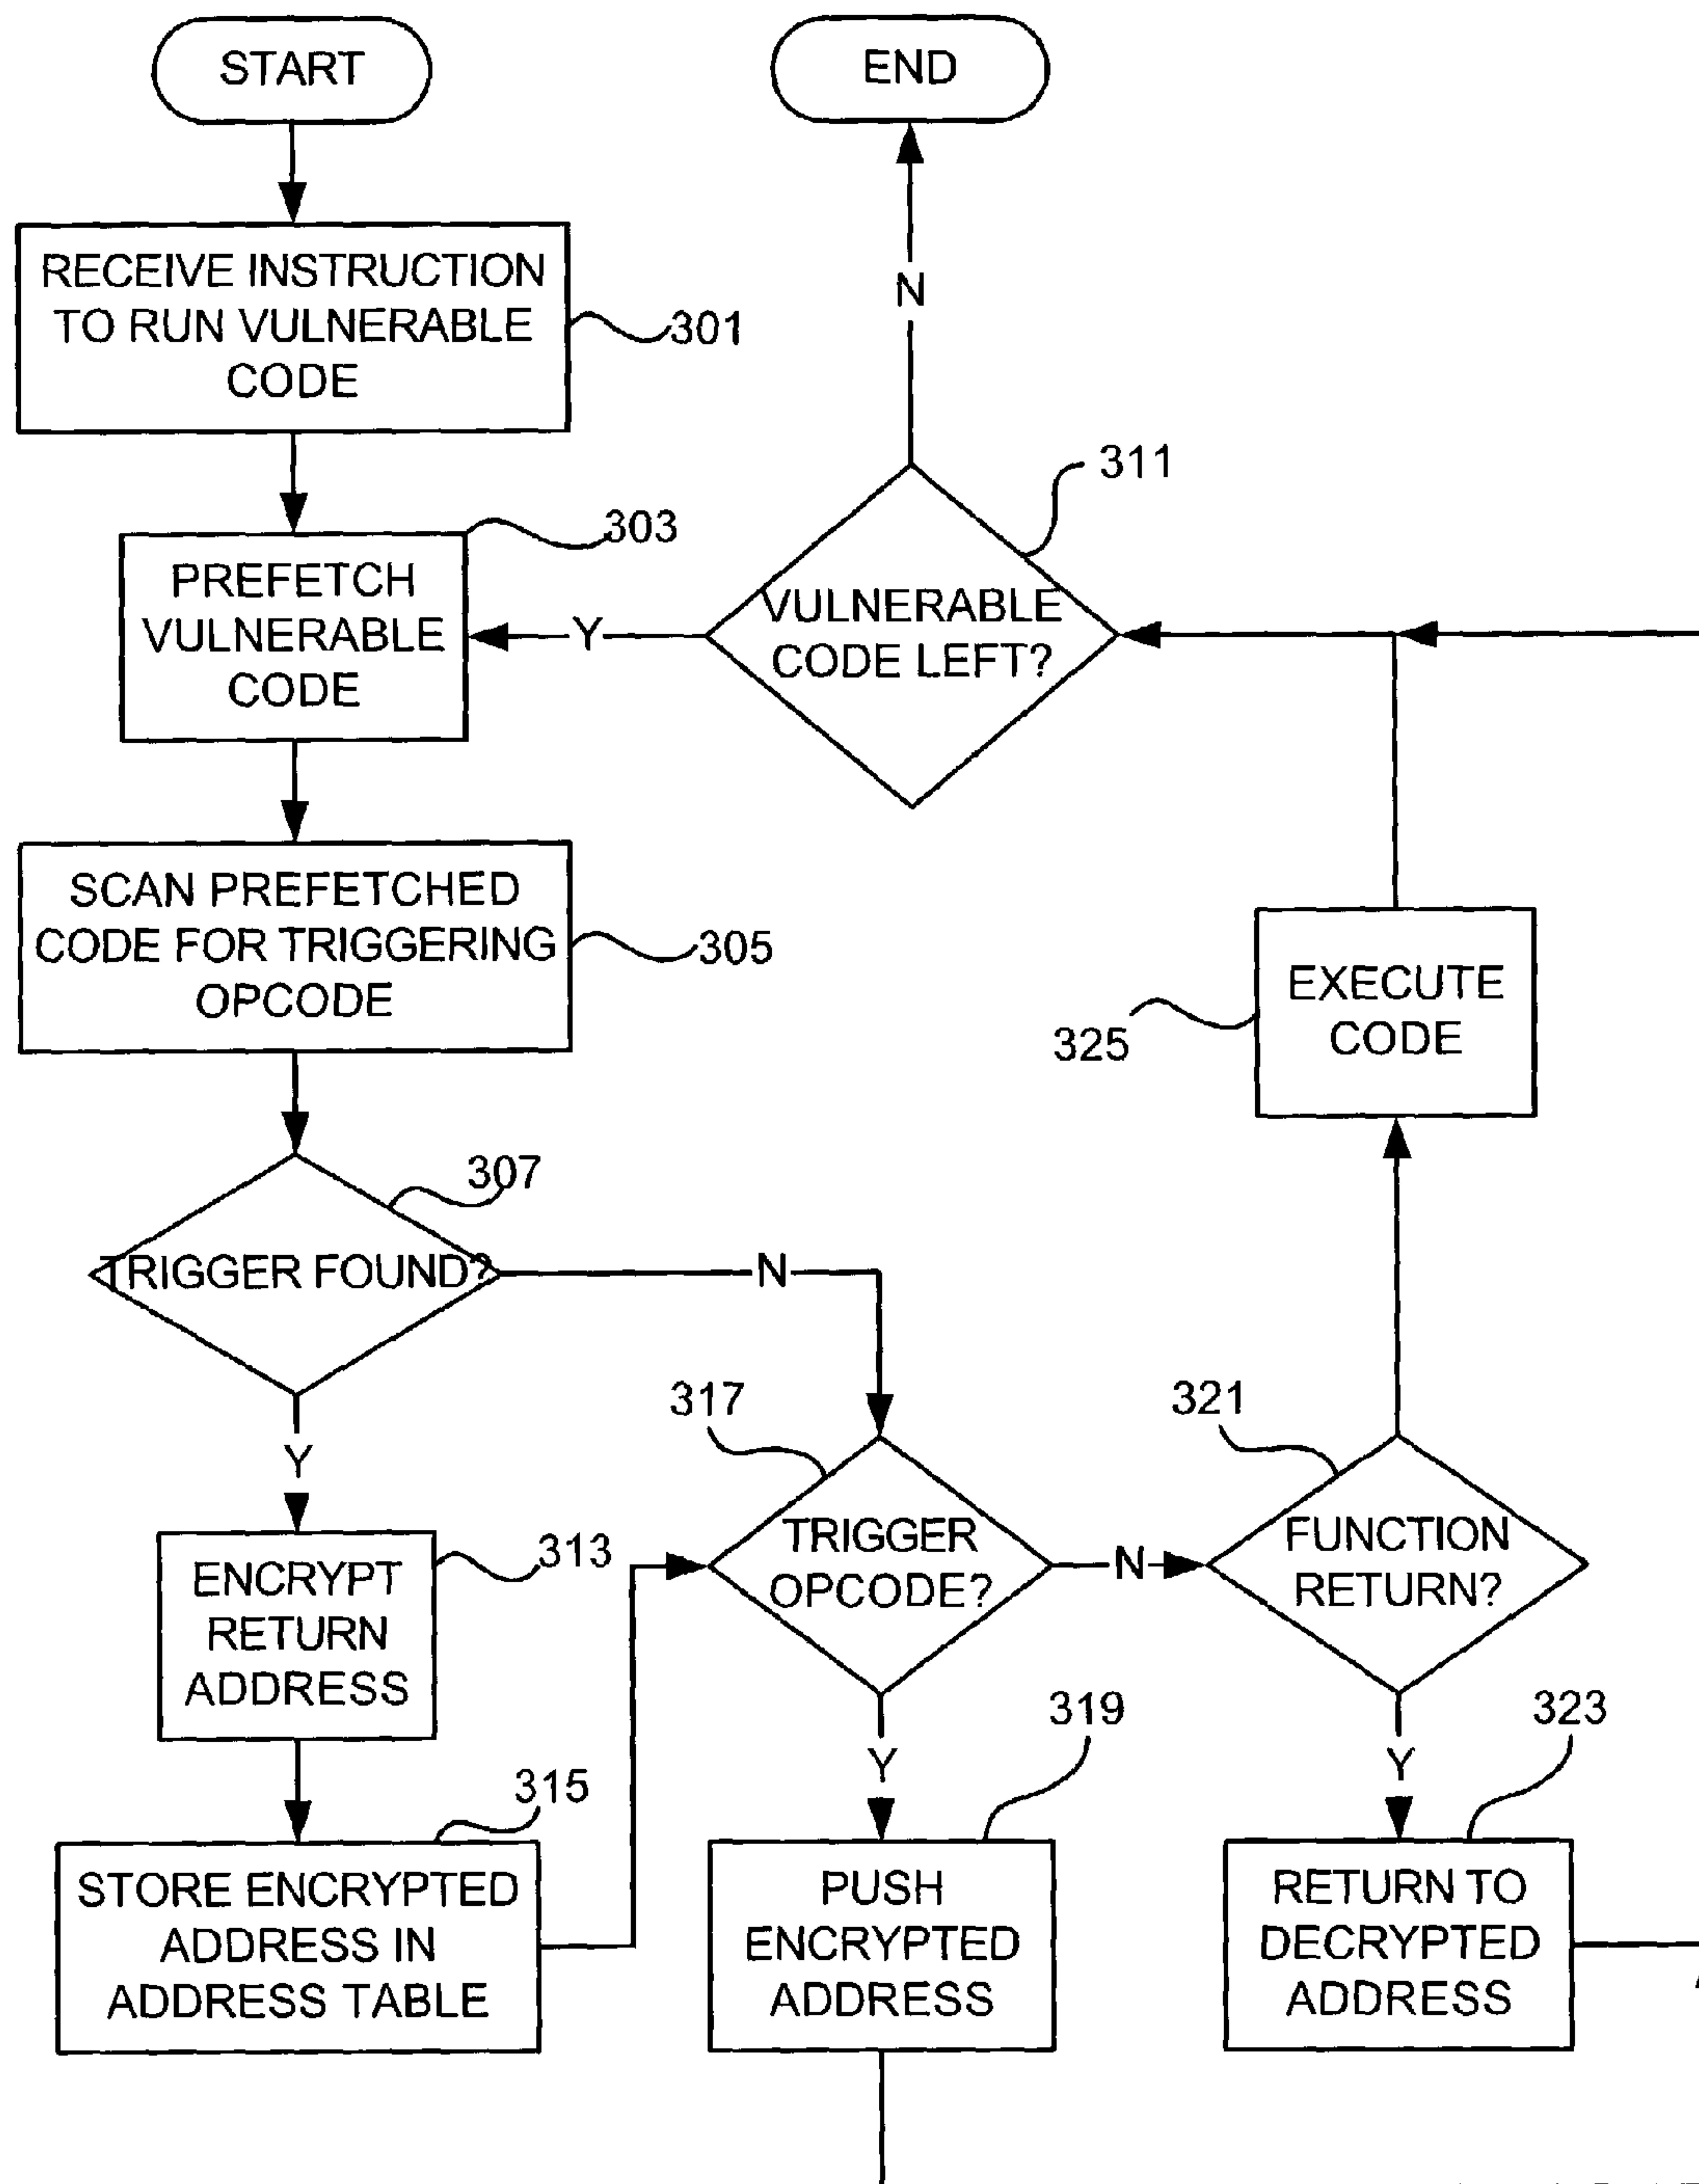 START
END
RECEIVE INSTRUCTION
TO RUN VULNERABLE
CODE
301
N
311
303
PREFETCH
VULNERABLE
CODE
Y
VULNERABLE
CODE LEFT?
SCAN PREFETCHED
CODE FOR TRIGGERING
OPCODE
305
EXECUTE
CODE
325
307
TRIGGER FOUND?
N
Y
317
321
ENCRYPT
RETURN
ADDRESS
313
TRIGGER
OPCODE?
N
FUNCTION
RETURN?
Y
319
Y
323
315
STORE ENCRYPTED
ADDRESS IN
ADDRESS TABLE
PUSH
ENCRYPTED
ADDRESS
RETURN TO
DECRYPTED
ADDRESS